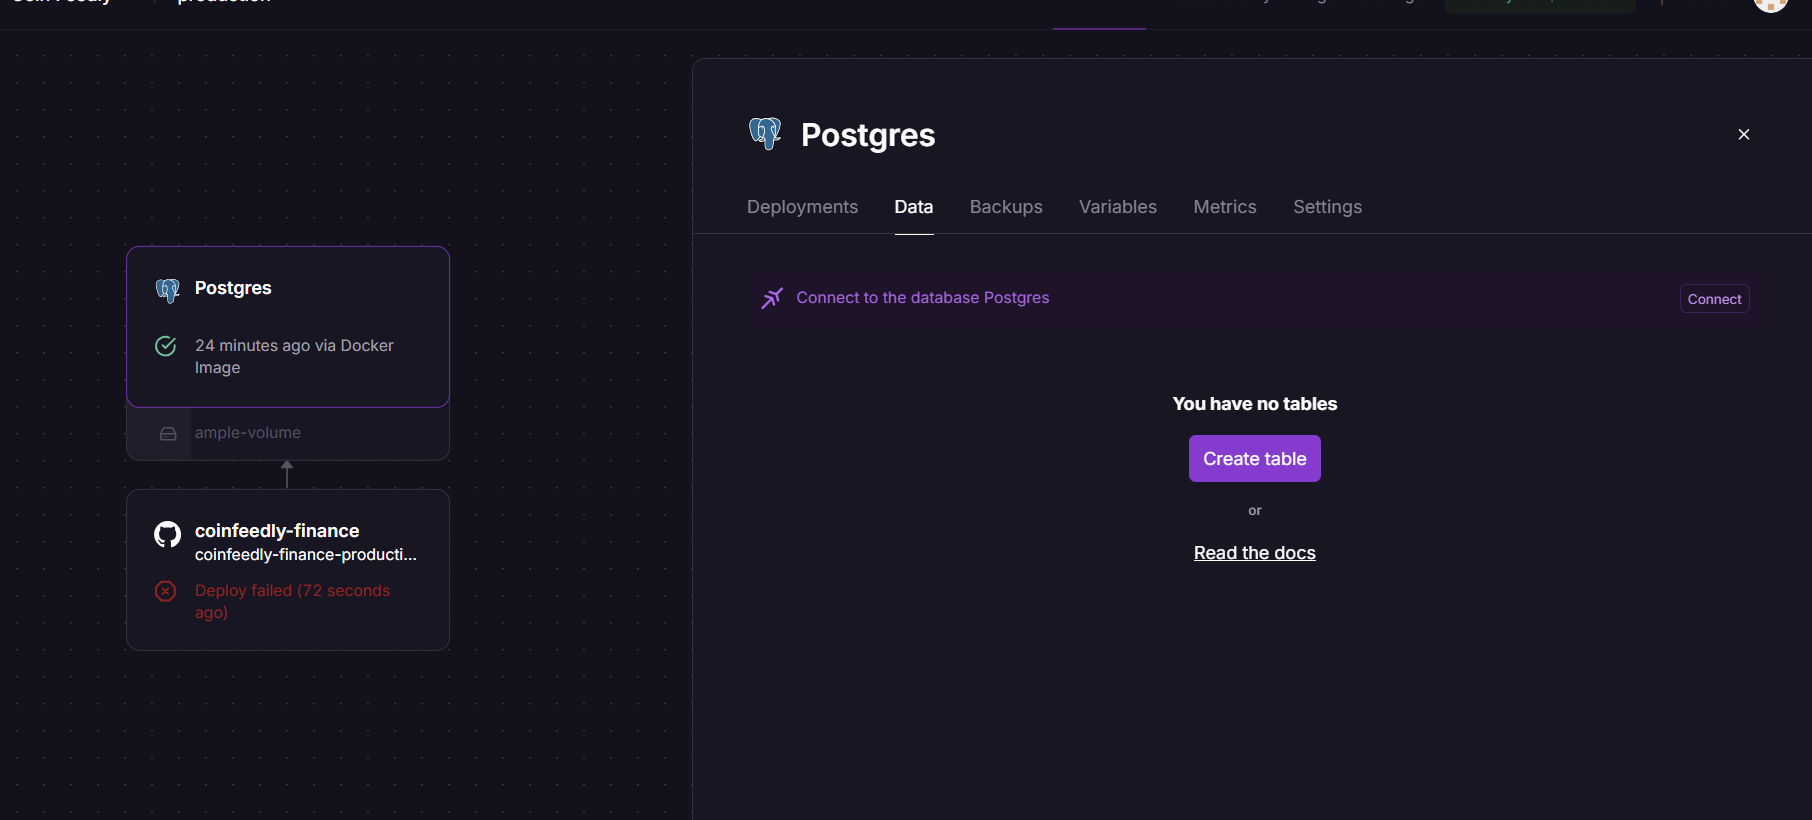 production
Postgres
Deployments
Data
Backups
Variables
Metrics
Settings
Connect to the database Postgres
Connect
You have no tables
Create table
or
Read the docs
Postgres
24 minutes ago via Docker
Image
ample-volume
coinfeedly-finance
coinfeedly-finance-producti...
Deploy failed (72 seconds
ago)